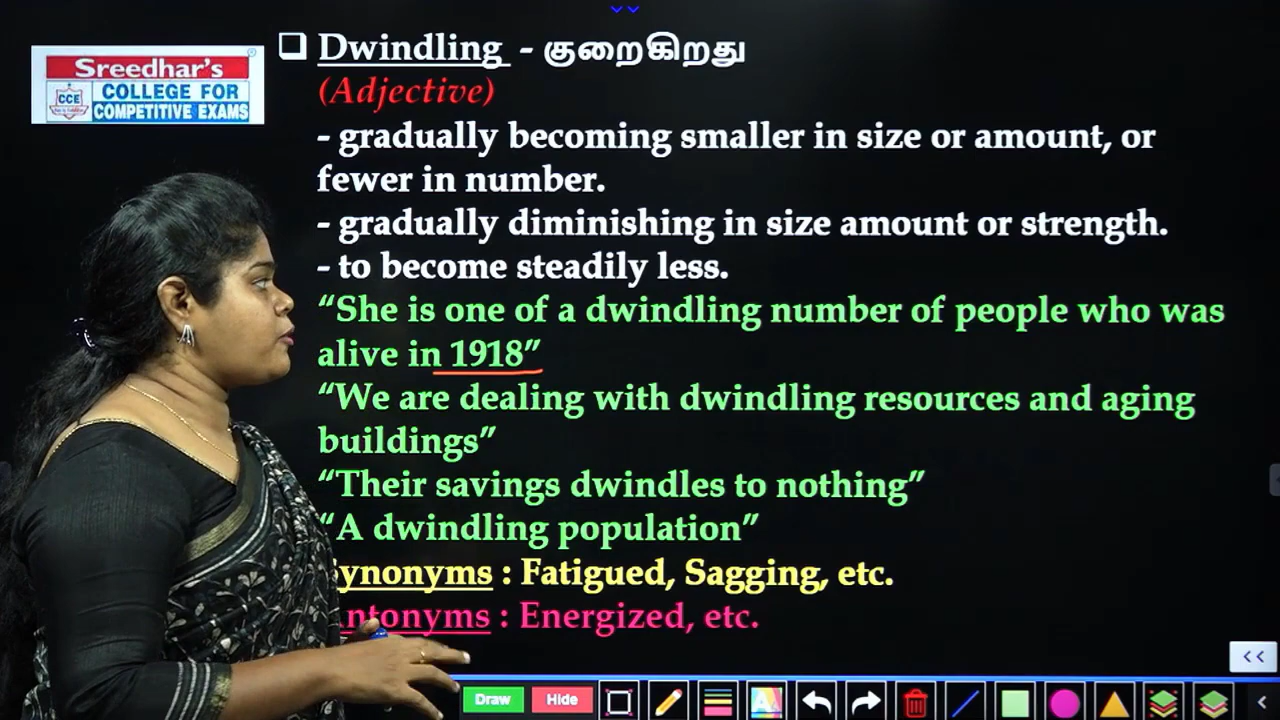 Sreedhar's
CCE
COLLEGE FOR
COMPETITIVE EXAMS
❑ Dwindling - குறைகிறது
(Adjective)
- gradually becoming smaller in size or amount, or
fewer in number.
- gradually diminishing in size amount or strength.
- to become steadily less.
“She is one of a dwindling number of people who was
alive in 1918”
“We are dealing with dwindling resources and aging
buildings”
“Their savings dwindles to nothing”
“A dwindling population”
Synonyms : Fatigued, Sagging, etc.
Antonyms : Energized, etc.
<<
Draw Hide A <